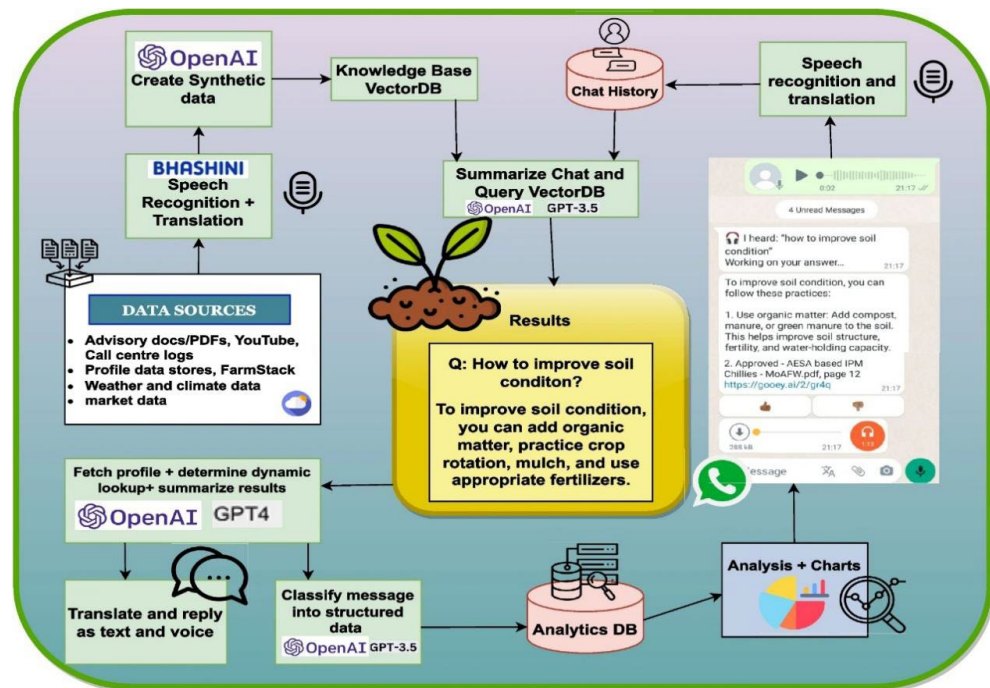 OpenAI
Create Synthetic
data
Knowledge Base
VectorDB
Chat History
Speech
recognition and
translation
BHASHINI
Speech
Recognition +
Translation
Summarize Chat and
Query VectorDB
OpenAI GPT-3.5
DATA SOURCES
Advisory docs/PDFs, YouTube,
Call centre logs
Profile data stores, FarmStack
Weather and climate data
market data
Results
Q: How to improve soil
conditon?
To improve soil condition,
you can add organic
matter, practice crop
rotation, mulch, and use
appropriate fertilizers.
0:02 21:17
4 Unread Messages
I heard: "how to improve soil
condition"
Working on your answer...
21:17
To improve soil condition, you can
follow these practices:
1. Use organic matter: Add compost,
manure, or green manure to the soil.
This helps improve soil structure,
fertility, and water-holding capacity.
2. Approved - AESA based IPM
Chillies - MoAFW.pdf, page 12
https://gooey.ai/2/gr4q
21:17
21:17
essage
Fetch profile + determine dynamic
lookup+ summarize results
OpenAI GPT4
Translate and reply
as text and voice
Classify message
into structured
data
OpenAI GPT-3.5
Analytics DB
Analysis + Charts